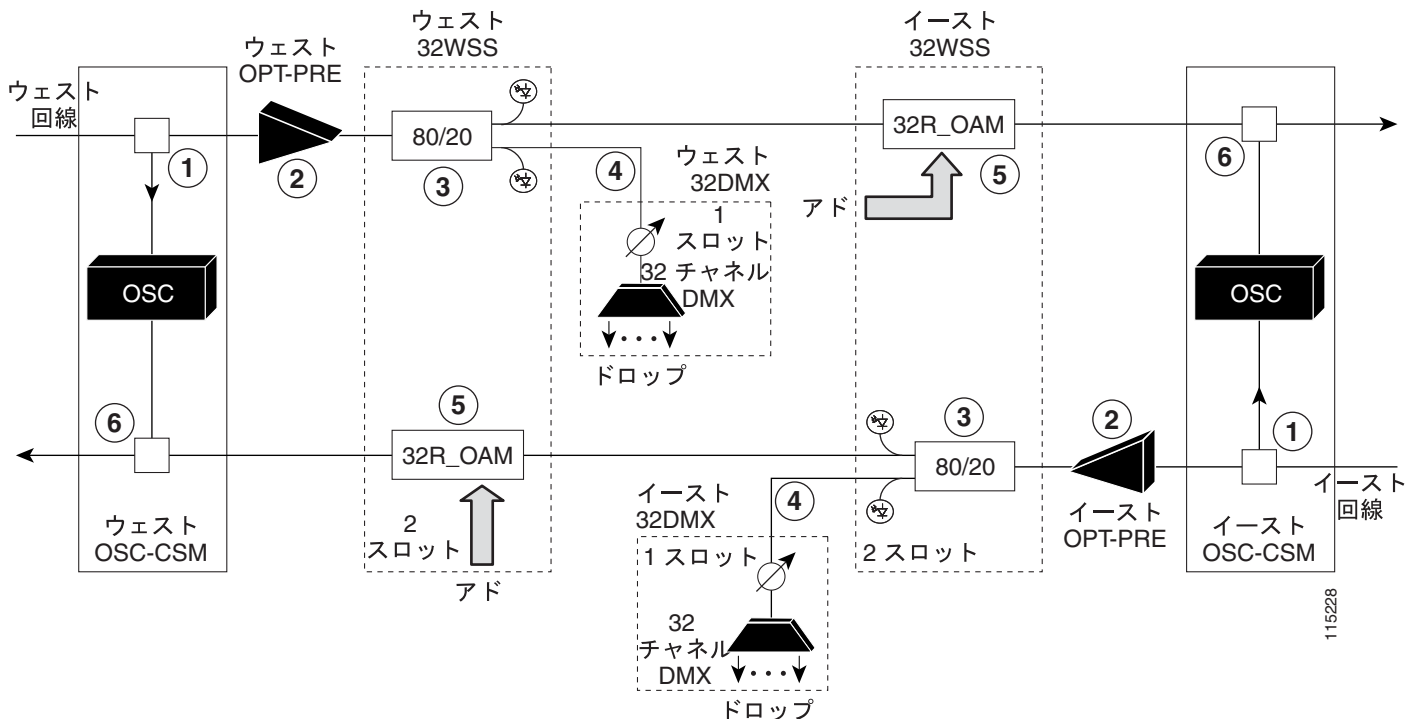 ウェスト
回線
ウェスト
OPT-PRE
ウェスト
32WSS
イースト
32WSS
1
2
80/20
3
4
ウェスト
32DMX
1
スロット
32 チャネル
DMX
ドロップ
アド
32R_OAM
5
6
OSC
OSC
6
5
32R_OAM
ウェスト
OSC-CSM
2
スロット
アド
イースト
32DMX
4
1 スロット
32
チャネル
DMX
ドロップ
3
80/20
2 スロット
2
イースト
OPT-PRE
1
イースト
回線
イースト
OSC-CSM
115228